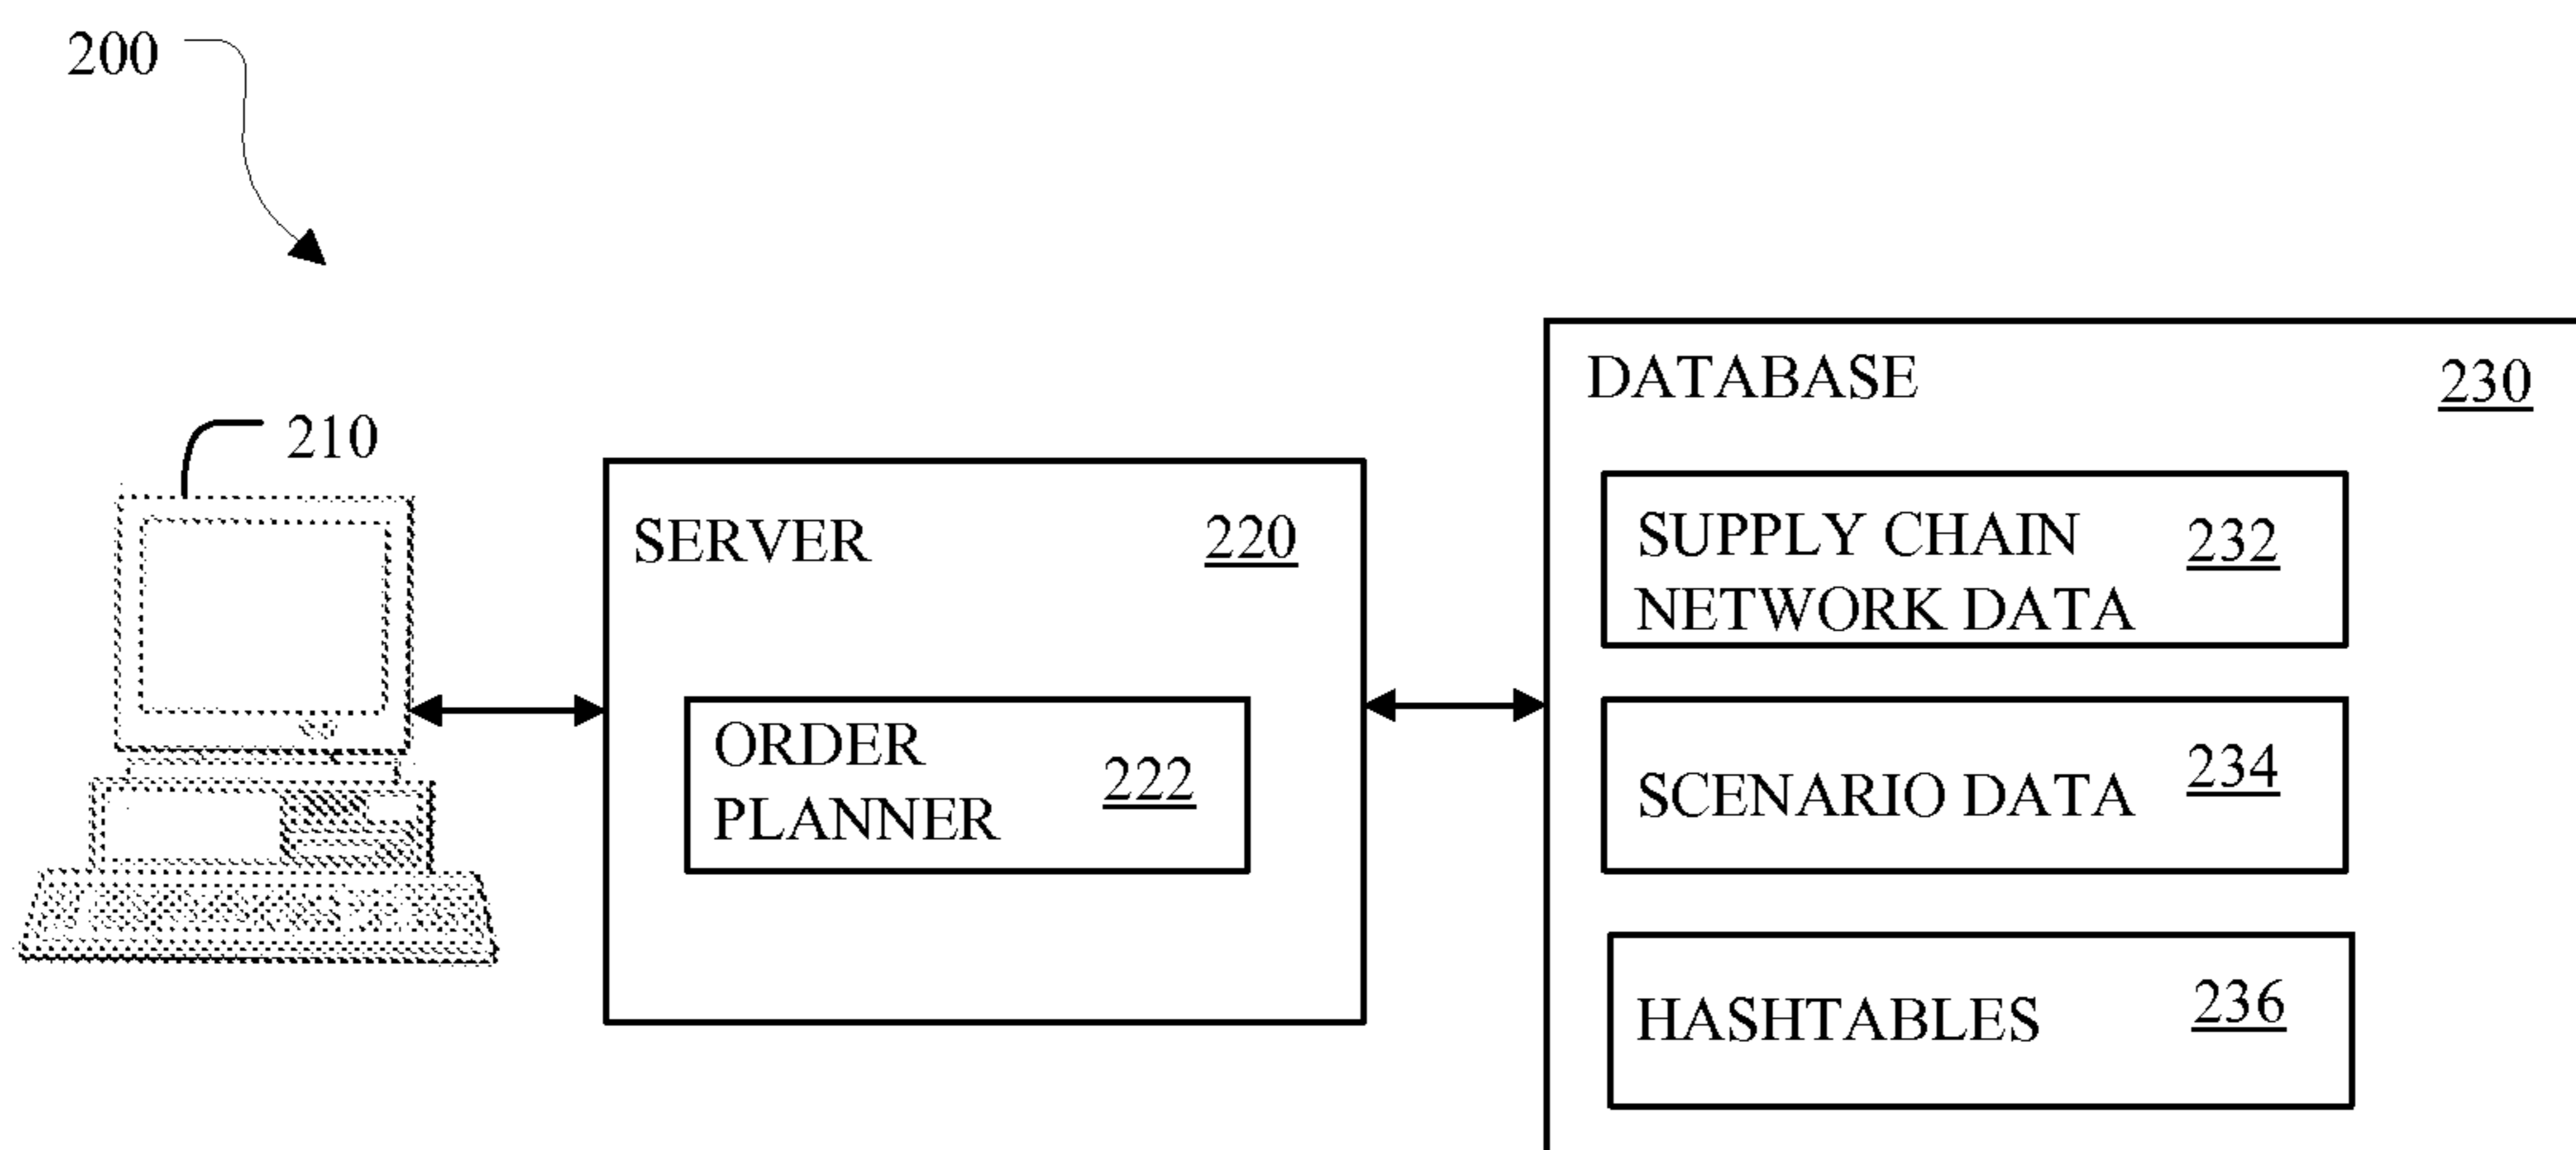 200
210
SERVER 220
ORDER
PLANNER 222
DATABASE 230
SUPPLY CHAIN
NETWORK DATA 232
SCENARIO DATA 234
HASHTABLES 236